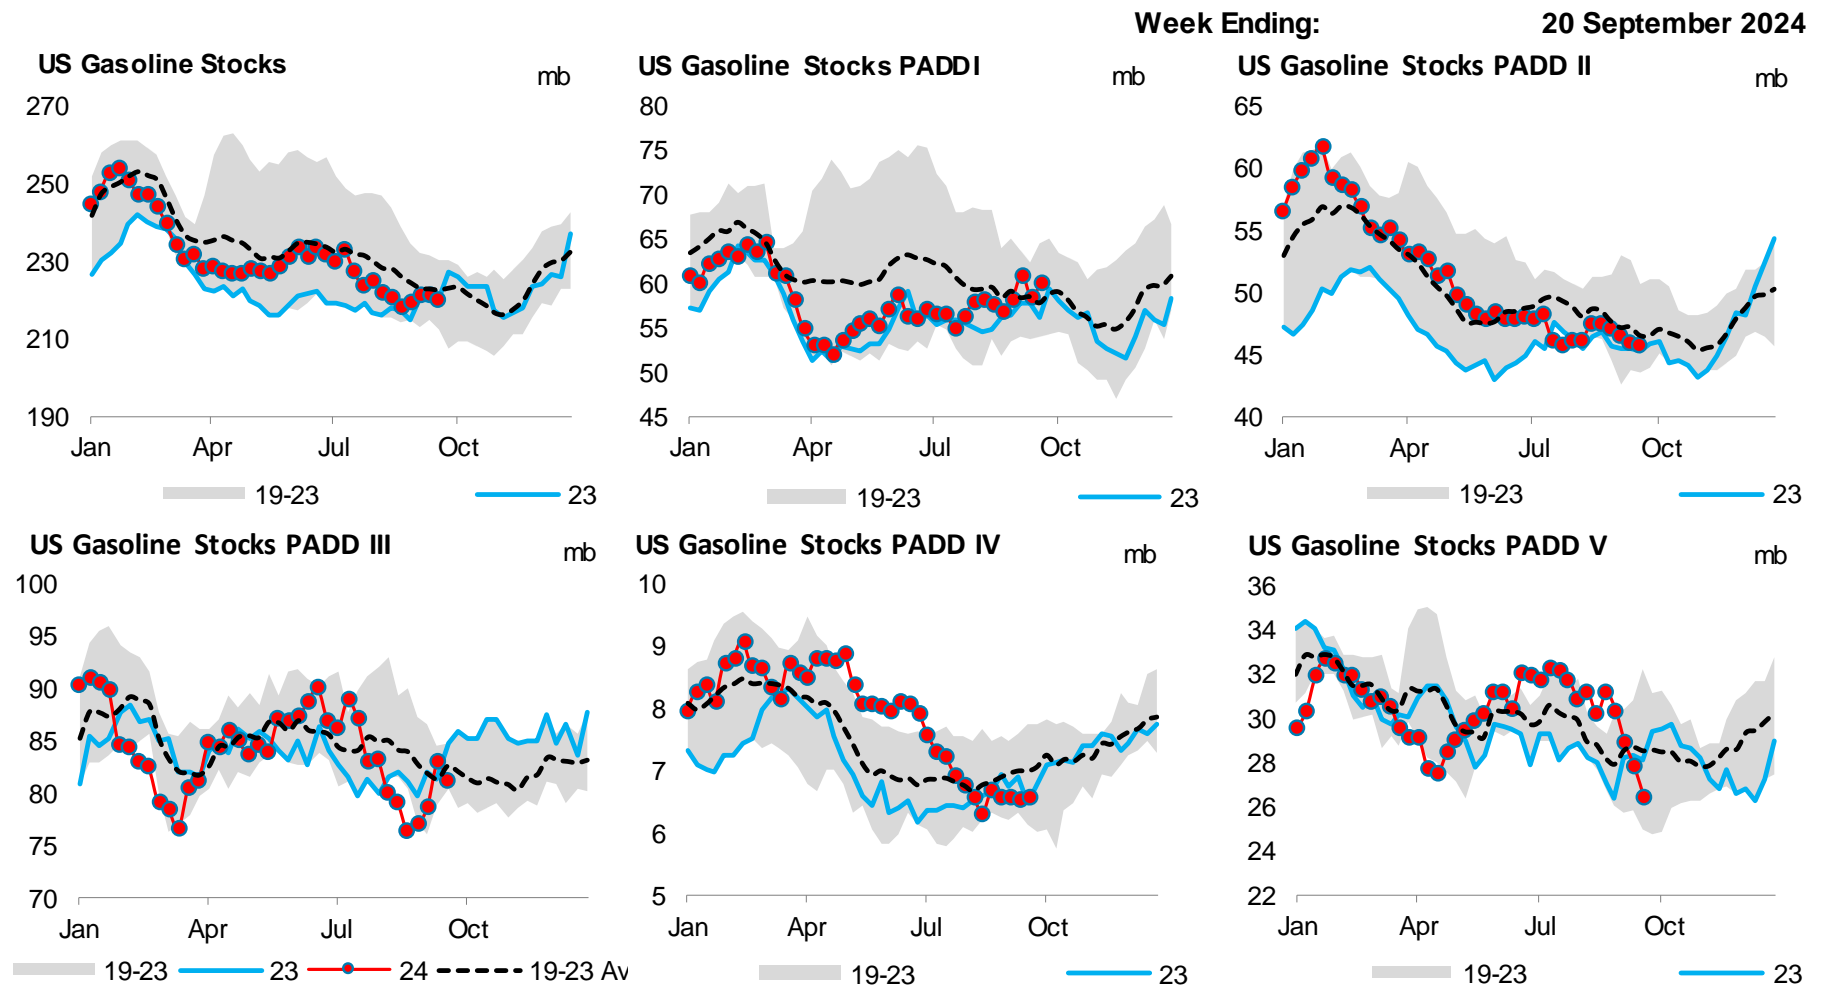 Week Ending: 20 September 2024
US Gasoline Stocks
mb
270
250
230
210
190
Jan Apr Jul Oct
19-23 23
US Gasoline Stocks PADD I
mb
80
75
70
65
60
55
50
45
Jan Apr Jul Oct
19-23 23
US Gasoline Stocks PADD II
mb
65
60
55
50
45
40
Jan Apr Jul Oct
19-23 23
US Gasoline Stocks PADD III
mb
100
95
90
85
80
75
70
Jan Apr Jul Oct
19-23 23 24 19-23 Av
US Gasoline Stocks PADD IV
mb
10
9
8
7
6
5
Jan Apr Jul Oct
19-23 23
US Gasoline Stocks PADD V
mb
36
34
32
30
28
26
24
22
Jan Apr Jul Oct
19-23 23